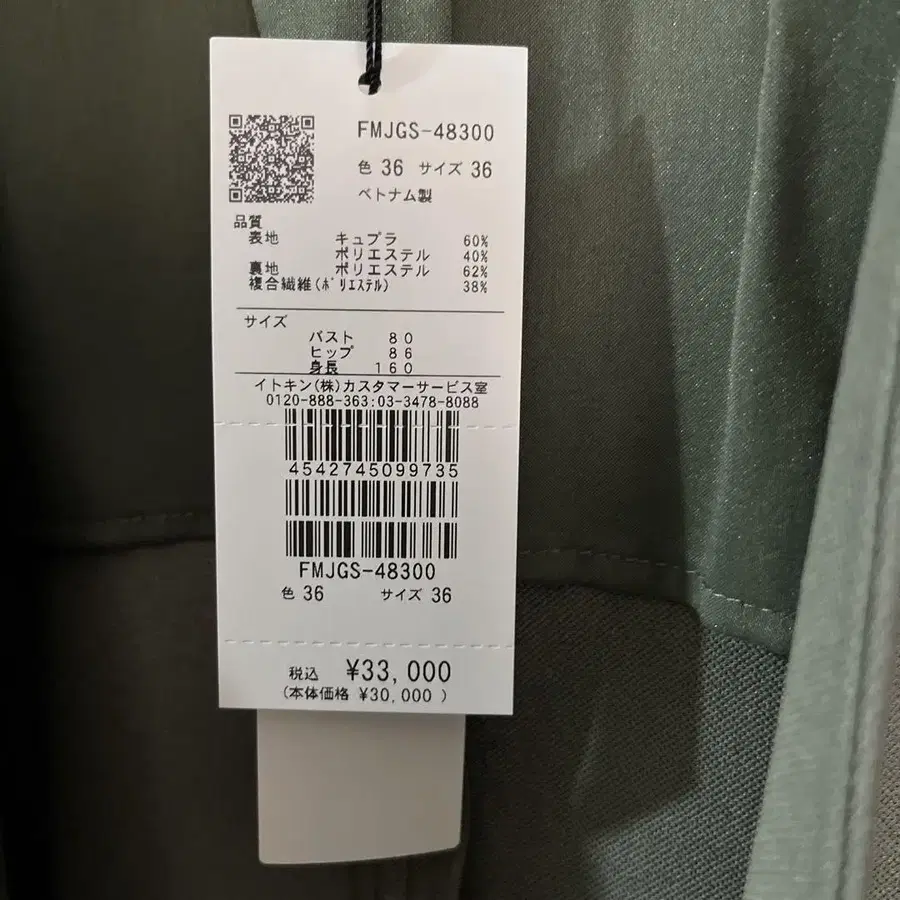 FMJGS-48300
色 36 サイズ 36
ベトナム製
品質
表地 キュプラ 60%
ポリエステル 40%
裏地 ポリエステル 62%
複合繊維(ポリエステル) 38%
サイズ
バスト 80
ヒップ 86
身長 160
イトキン(株)カスタマーサービス室
0120-888-363:03-3478-8088
4542745099735
FMJGS-48300
色 36 サイズ 36
税込 ¥33,000
(本体価格 ¥30,000 )